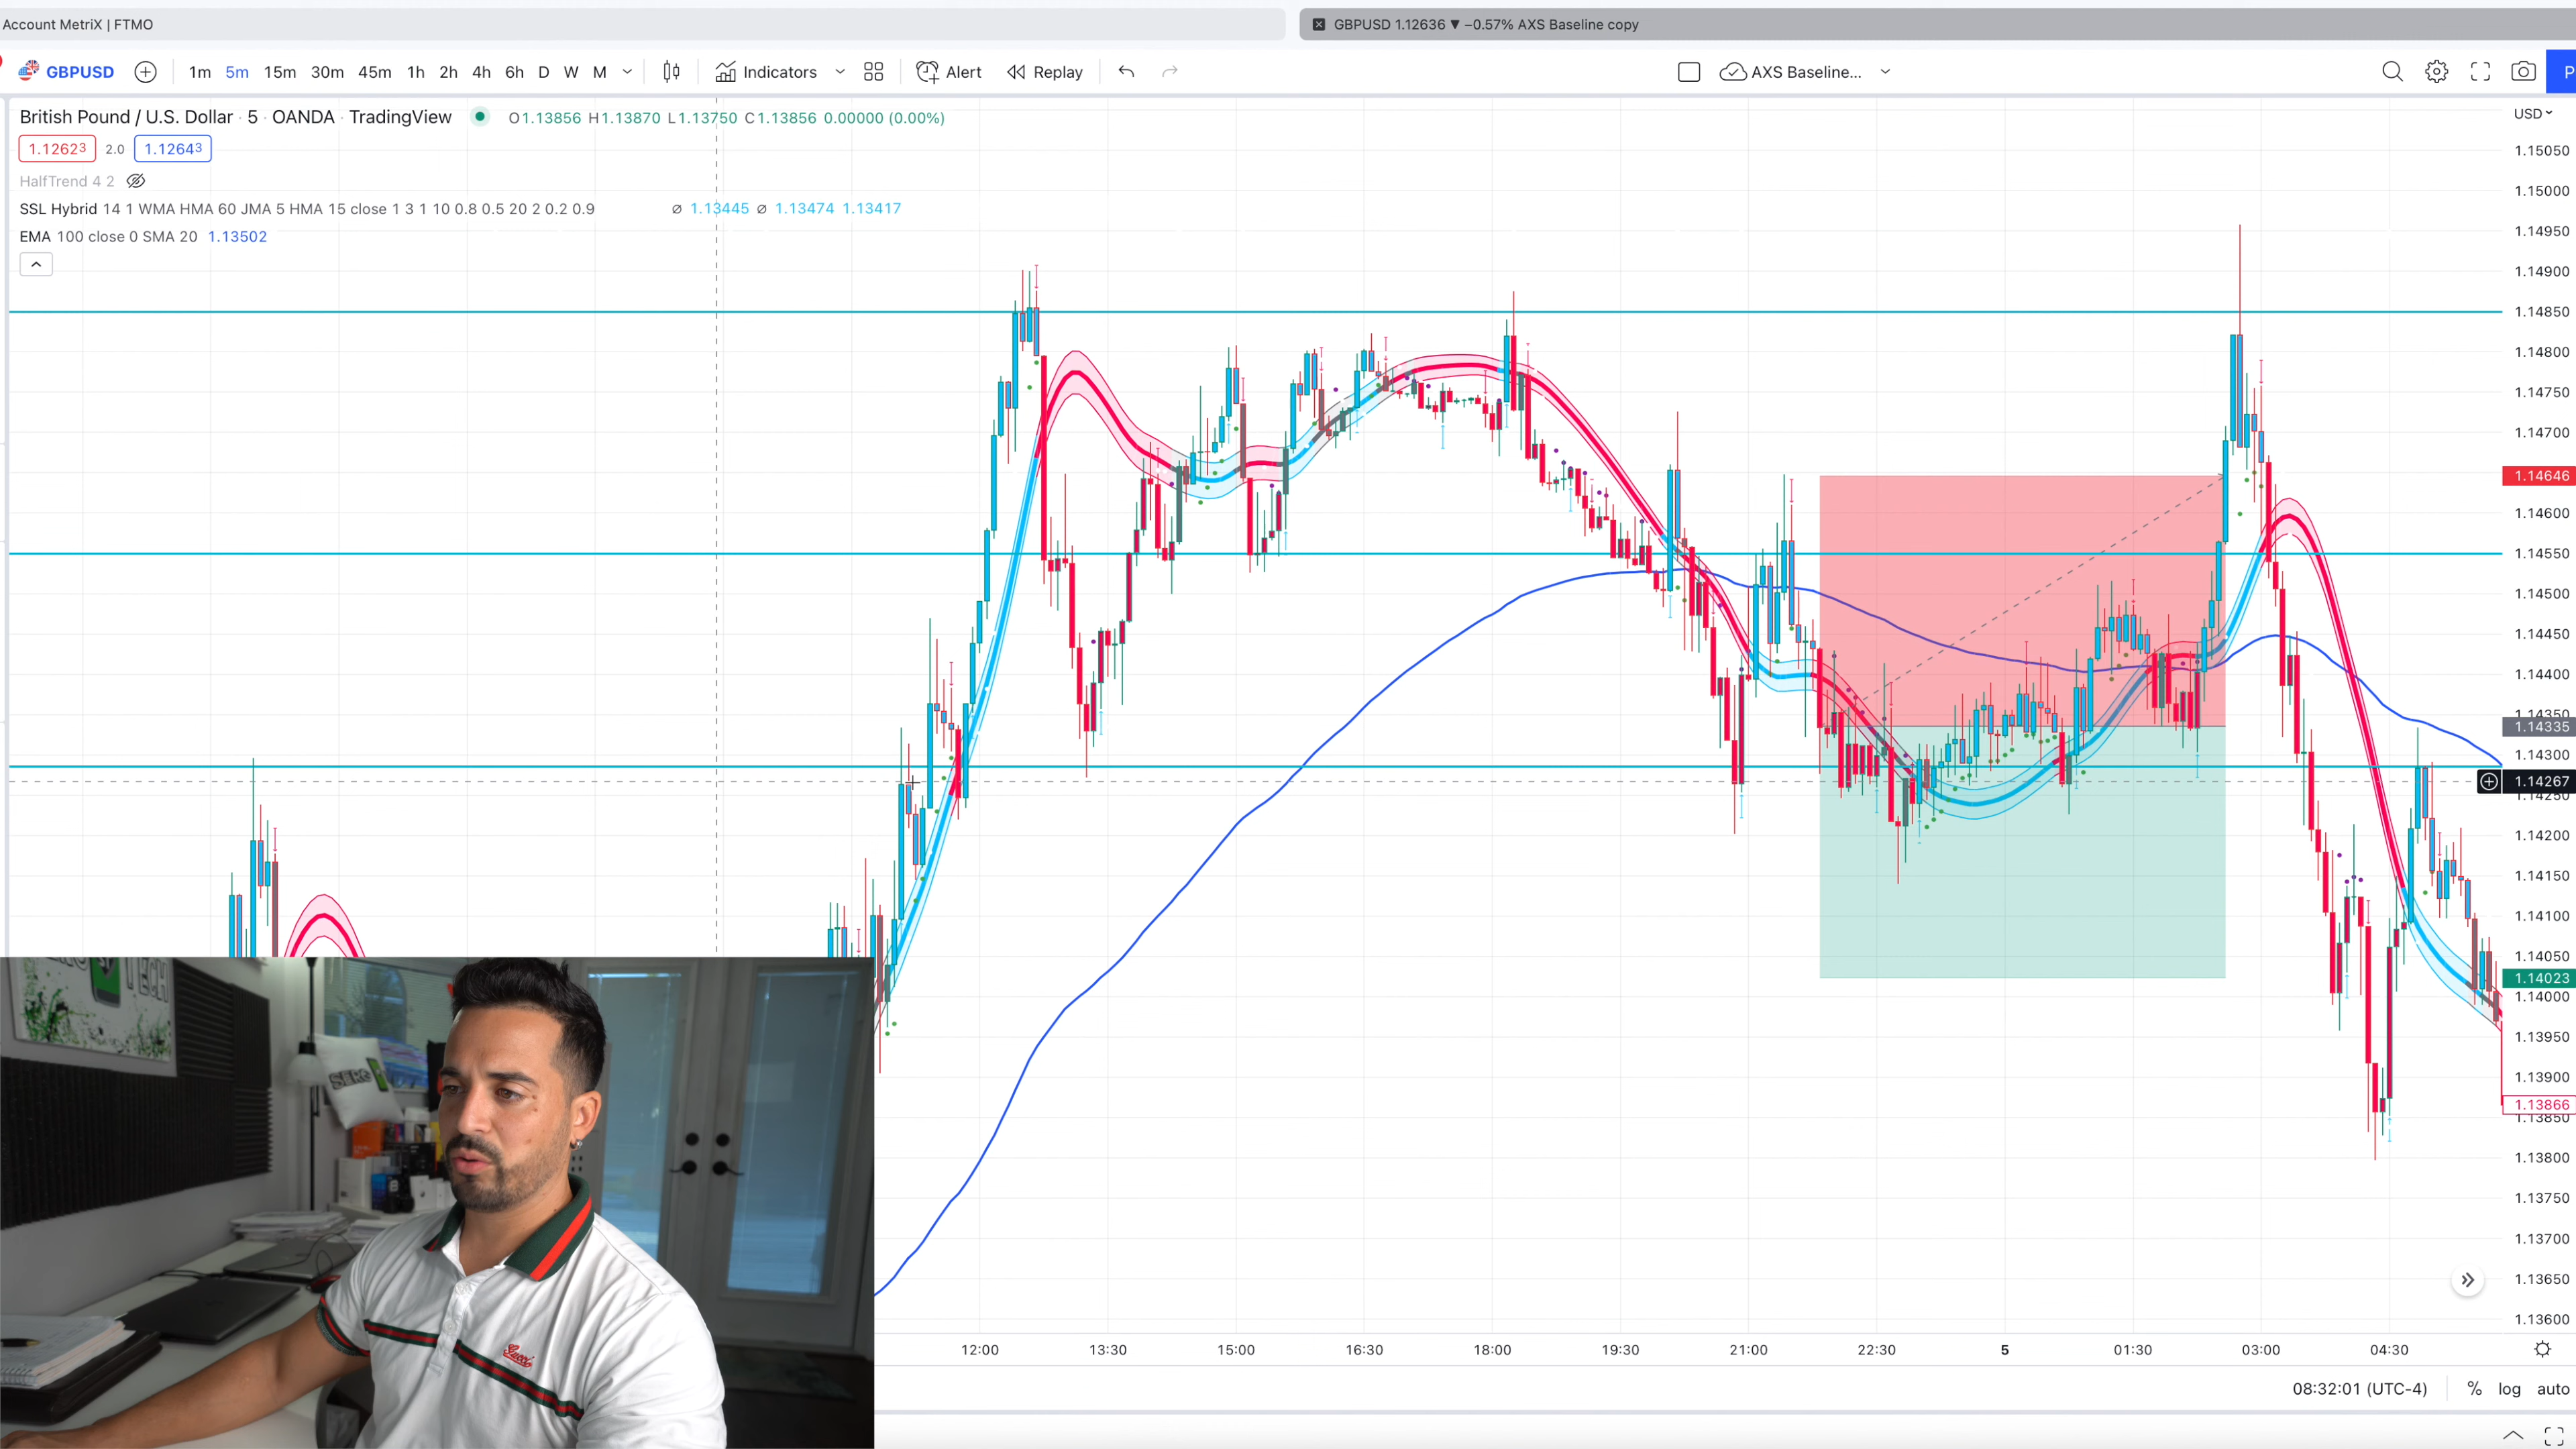 Account MetriX | FTMO
GBPUSD 1.12636 ▼ −0.57% AXS Baseline copy
GBPUSD 1m 5m 15m 30m 45m 1h 2h 4h 6h D W M Indicators Alert Replay AXS Baseline... P
British Pound / U.S. Dollar · 5 · OANDA · TradingView O1.13856 H1.13870 L1.13750 C1.13856 0.00000 (0.00%)
USD
1.12623 2.0 1.12643
HalfTrend 4 2
SSL Hybrid 14 1 WMA HMA 60 JMA 5 HMA 15 close 1 3 1 10 0.8 0.5 20 2 0.2 0.9 ∅ 1.13445 ∅ 1.13474 1.13417
EMA 100 close 0 SMA 20 1.13502
1.15050
1.15000
1.14950
1.14900
1.14850
1.14800
1.14750
1.14700
1.14646
1.14600
1.14550
1.14500
1.14450
1.14400
1.14350
1.14335
1.14300
1.14267
1.14250
1.14200
1.14150
1.14100
1.14050
1.14023
1.14000
1.13950
1.13900
1.13866
1.13850
1.13800
1.13750
1.13700
1.13650
1.13600
TECH
SERG
Gucci
12:00 13:30 15:00 16:30 18:00 19:30 21:00 22:30 5 01:30 03:00 04:30
08:32:01 (UTC-4) % log auto